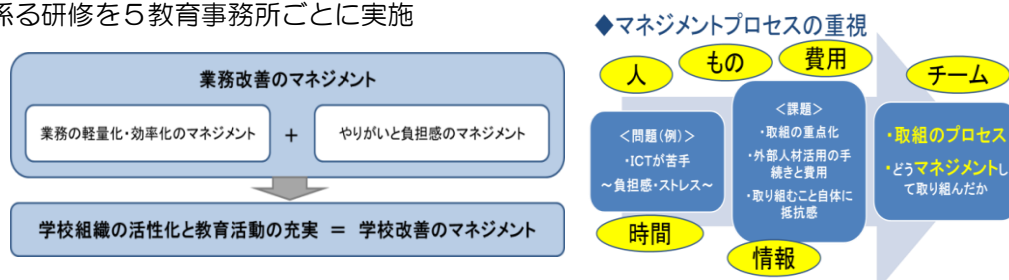 係る研修を5教育事務所ごとに実施
業務改善のマネジメント
業務の軽量化・効率化のマネジメント
+
やりがいと負担感のマネジメント
学校組織の活性化と教育活動の充実 = 学校改善のマネジメント
◆マネジメントプロセスの重視
人
もの
費用
チーム
<問題(例)>
・ICTが苦手
~負担感・ストレス~
<課題>
・取組の重点化
・外部人材活用の手
続きと費用
・取り組むこと自体に
抵抗感
・取組のプロセス
・どうマネジメントし
て取り組んだか
時間
情報